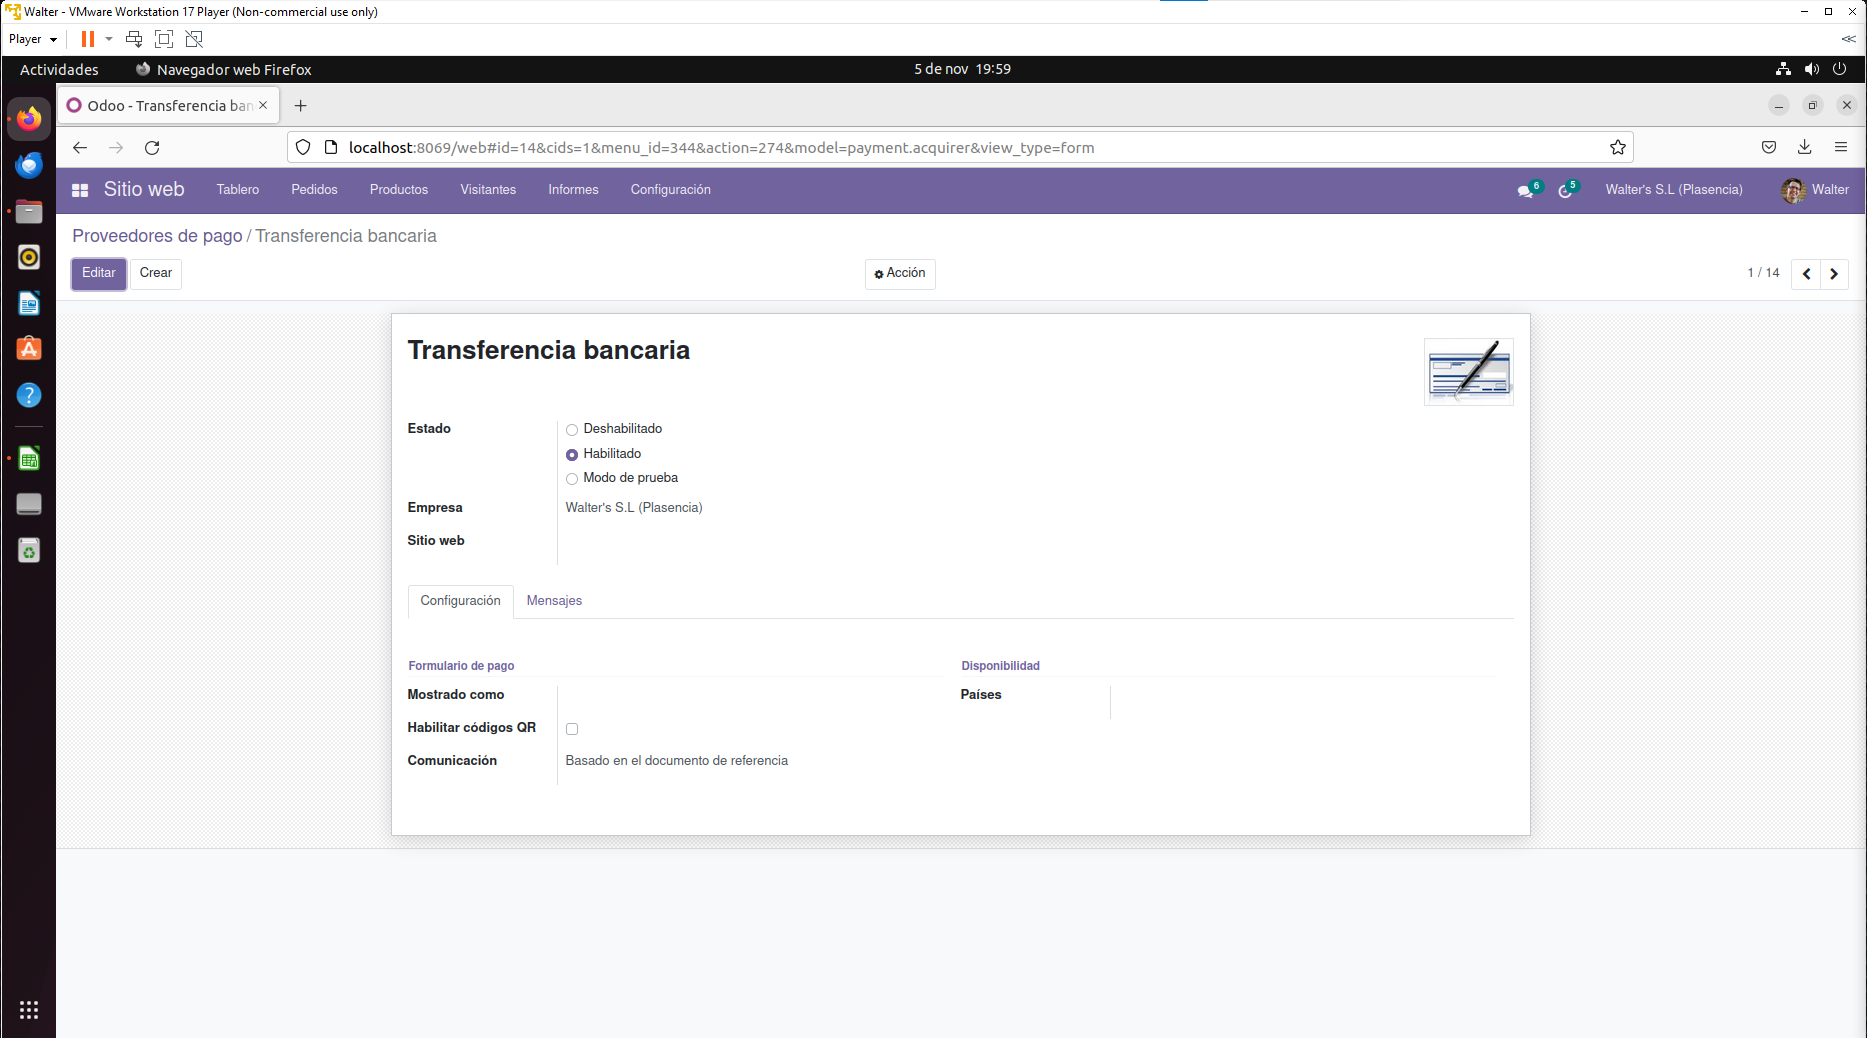 Walter - VMware Workstation 17 Player (Non-commercial use only)
Player
Actividades
Navegador web Firefox
5 de nov 19:59
Odoo - Transferencia ban
localhost:8069/web#id=14&cids=1&menu_id=344&action=274&model=payment.acquirer&view_type=form
Sitio web
Tablero
Pedidos
Productos
Visitantes
Informes
Configuración
6
5
Walter's S.L (Plasencia)
Walter
Proveedores de pago / Transferencia bancaria
Editar
Crear
Acción
1 / 14
Transferencia bancaria
Estado
Deshabilitado
Habilitado
Modo de prueba
Empresa
Walter's S.L (Plasencia)
Sitio web
Configuración
Mensajes
Formulario de pago
Disponibilidad
Mostrado como
Países
Habilitar códigos QR
Comunicación
Basado en el documento de referencia